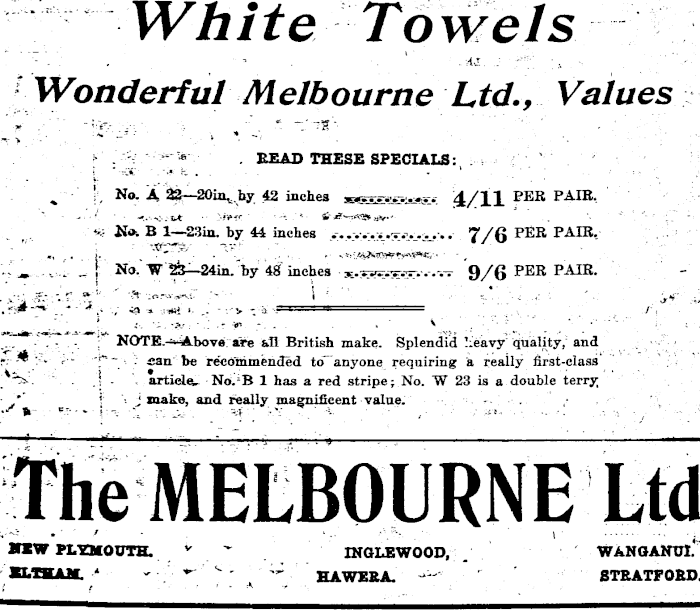 White Towels
Wonderful Melbourne Ltd., Values
READ THESE SPECIALS:
No. A 22—20in. by 42 inches ............... 4/11 PER PAIR.
No. B 1—23in. by 44 inches ................. 7/6 PER PAIR.
No. W 23—24in. by 48 inches ............... 9/6 PER PAIR.
NOTE.—Above are all British make. Splendid heavy quality, and
can be recommended to anyone requiring a really first-class
article. No. B 1 has a red stripe; No. W 23 is a double terry
make, and really magnificent value.
The MELBOURNE Ltd
NEW PLYMOUTH. INGLEWOOD, WANGANUI.
ELTHAM. HAWERA. STRATFORD.